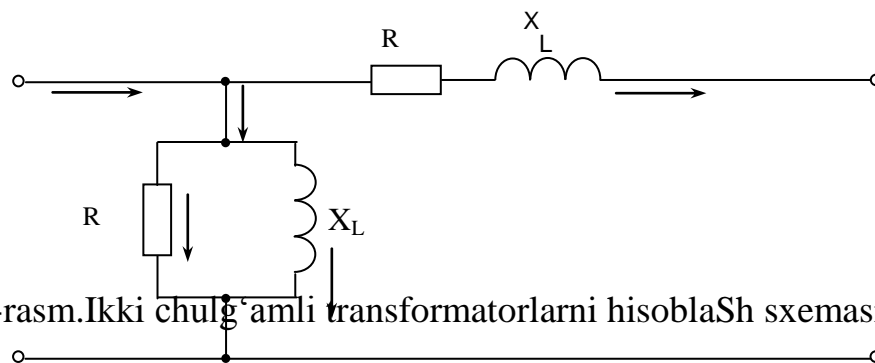 X
L
R
R
X_L
-rasm.Ikki chulg‘amli transformatorlarni hisoblaSh sxemasi